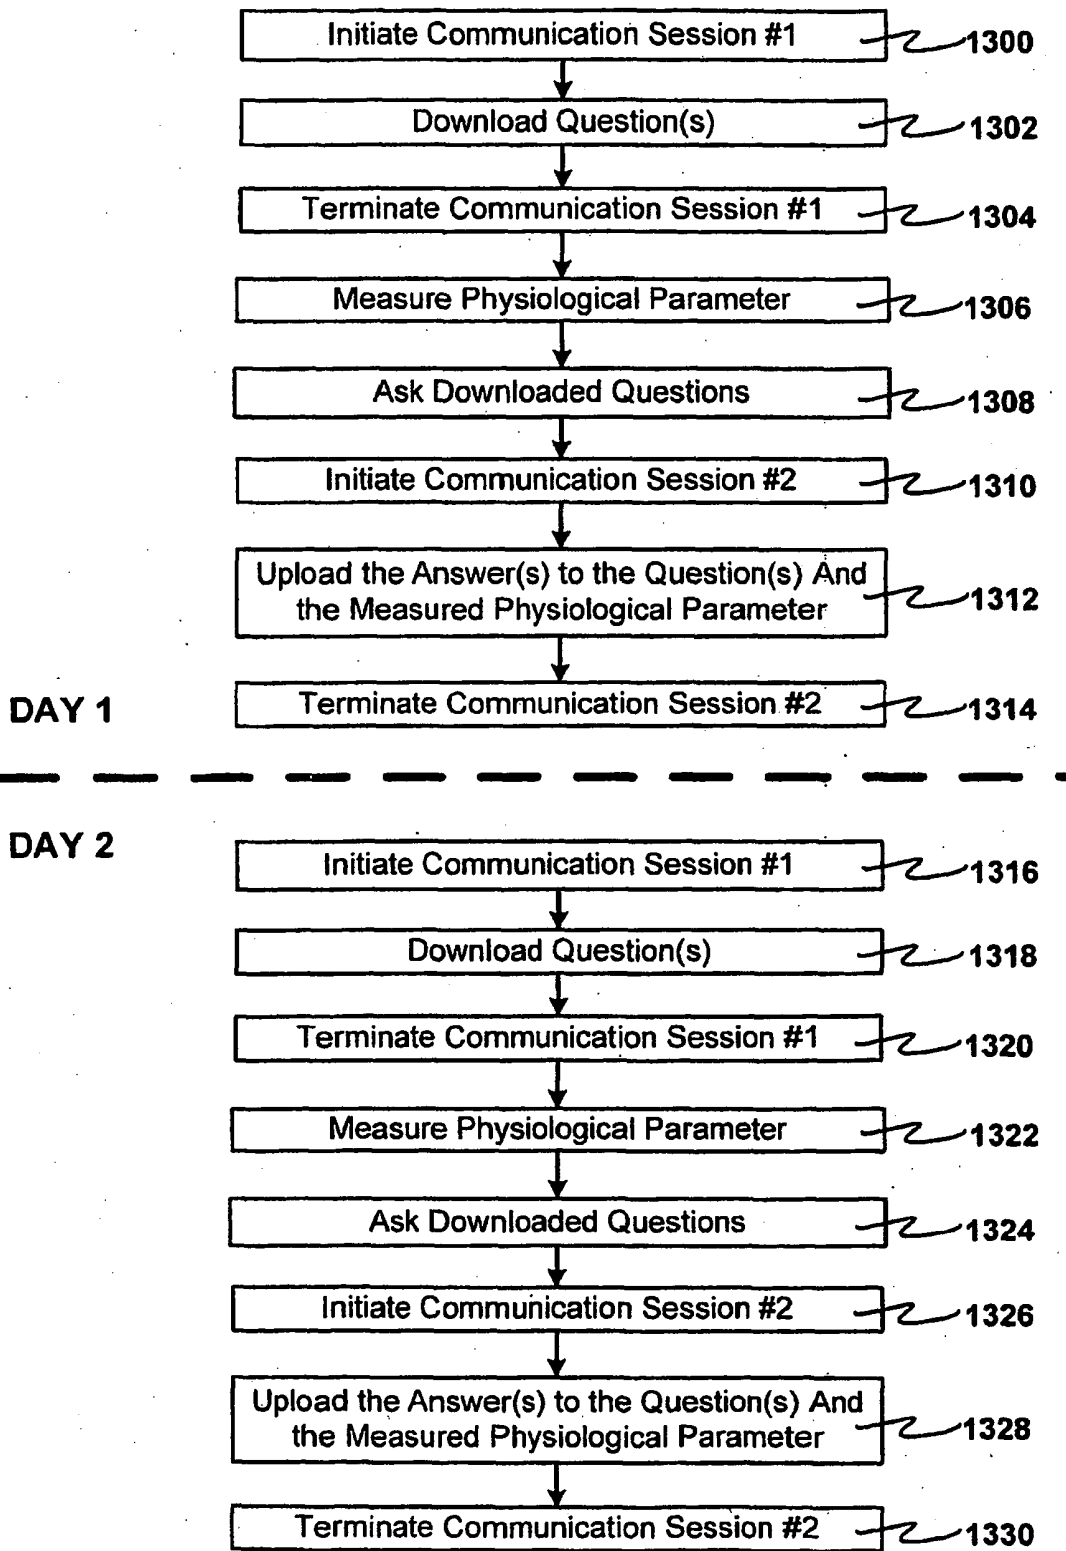 Initiate Communication Session #1 1300
Download Question(s) 1302
Terminate Communication Session #1 1304
Measure Physiological Parameter 1306
Ask Downloaded Questions 1308
Initiate Communication Session #2 1310
Upload the Answer(s) to the Question(s) And
the Measured Physiological Parameter 1312
Terminate Communication Session #2 1314
DAY 1
DAY 2
Initiate Communication Session #1 1316
Download Question(s) 1318
Terminate Communication Session #1 1320
Measure Physiological Parameter 1322
Ask Downloaded Questions 1324
Initiate Communication Session #2 1326
Upload the Answer(s) to the Question(s) And
the Measured Physiological Parameter 1328
Terminate Communication Session #2 1330